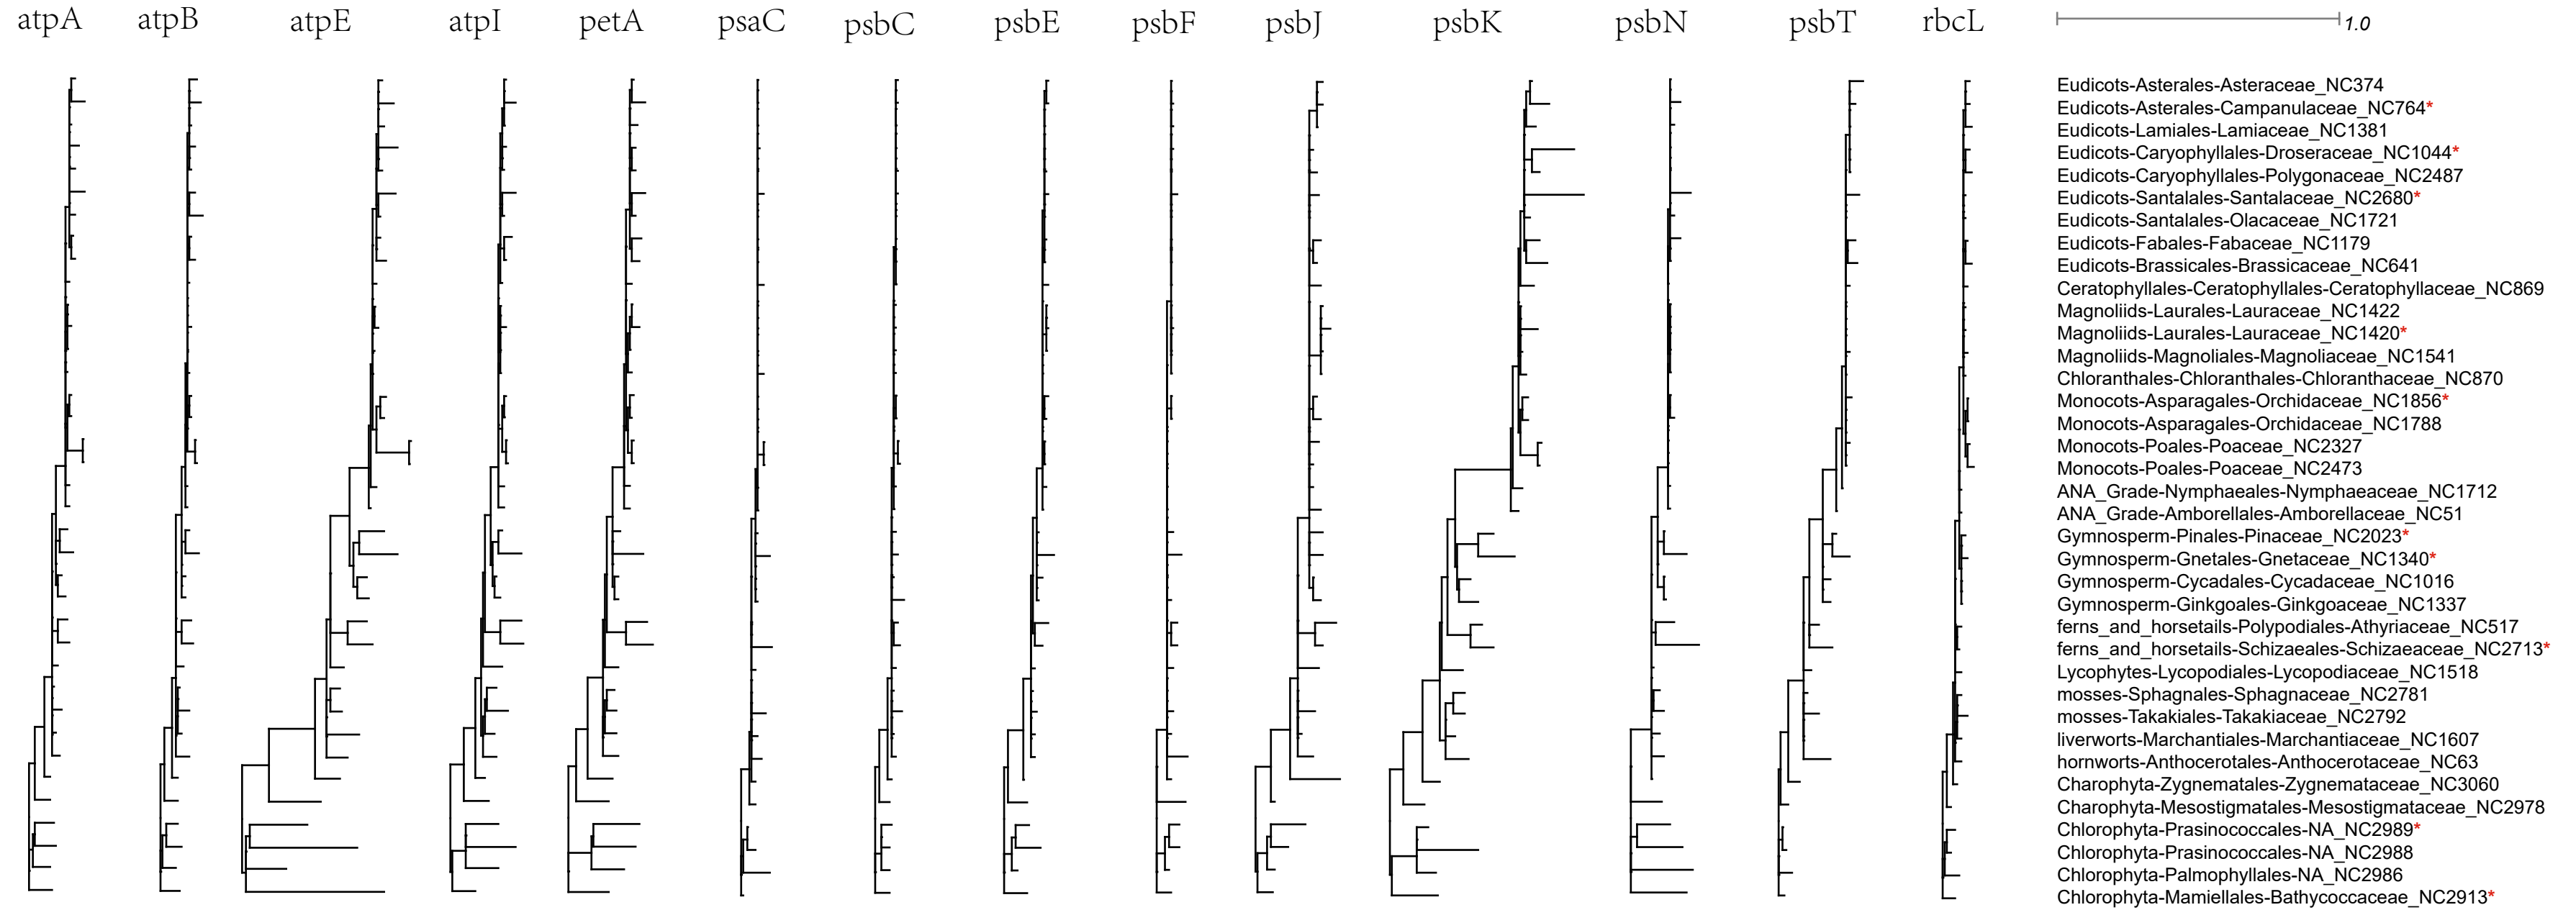 atpA atpB atpE atpI petA psaC psbC psbE psbF psbJ psbK psbN psbT rbcL 1.0
Eudicots-Asterales-Asteraceae_NC374
Eudicots-Asterales-Campanulaceae_NC764*
Eudicots-Lamiales-Lamiaceae_NC1381
Eudicots-Caryophyllales-Droseraceae_NC1044*
Eudicots-Caryophyllales-Polygonaceae_NC2487
Eudicots-Santalales-Santalaceae_NC2680*
Eudicots-Santalales-Olacaceae_NC1721
Eudicots-Fabales-Fabaceae_NC1179
Eudicots-Brassicales-Brassicaceae_NC641
Ceratophyllales-Ceratophyllales-Ceratophyllaceae_NC869
Magnoliids-Laurales-Lauraceae_NC1422
Magnoliids-Laurales-Lauraceae_NC1420*
Magnoliids-Magnoliales-Magnoliaceae_NC1541
Chloranthales-Chloranthales-Chloranthaceae_NC870
Monocots-Asparagales-Orchidaceae_NC1856*
Monocots-Asparagales-Orchidaceae_NC1788
Monocots-Poales-Poaceae_NC2327
Monocots-Poales-Poaceae_NC2473
ANA_Grade-Nymphaeales-Nymphaeaceae_NC1712
ANA_Grade-Amborellales-Amborellaceae_NC51
Gymnosperm-Pinales-Pinaceae_NC2023*
Gymnosperm-Gnetales-Gnetaceae_NC1340*
Gymnosperm-Cycadales-Cycadaceae_NC1016
Gymnosperm-Ginkgoales-Ginkgoaceae_NC1337
ferns_and_horsetails-Polypodiales-Athyriaceae_NC517
ferns_and_horsetails-Schizaeales-Schizaeaceae_NC2713*
Lycophytes-Lycopodiales-Lycopodiaceae_NC1518
mosses-Sphagnales-Sphagnaceae_NC2781
mosses-Takakiales-Takakiaceae_NC2792
liverworts-Marchantiales-Marchantiaceae_NC1607
hornworts-Anthocerotales-Anthocerotaceae_NC63
Charophyta-Zygnematales-Zygnemataceae_NC3060
Charophyta-Mesostigmatales-Mesostigmataceae_NC2978
Chlorophyta-Prasinococcales-NA_NC2989*
Chlorophyta-Prasinococcales-NA_NC2988
Chlorophyta-Palmophyllales-NA_NC2986
Chlorophyta-Mamiellales-Bathycoccaceae_NC2913*